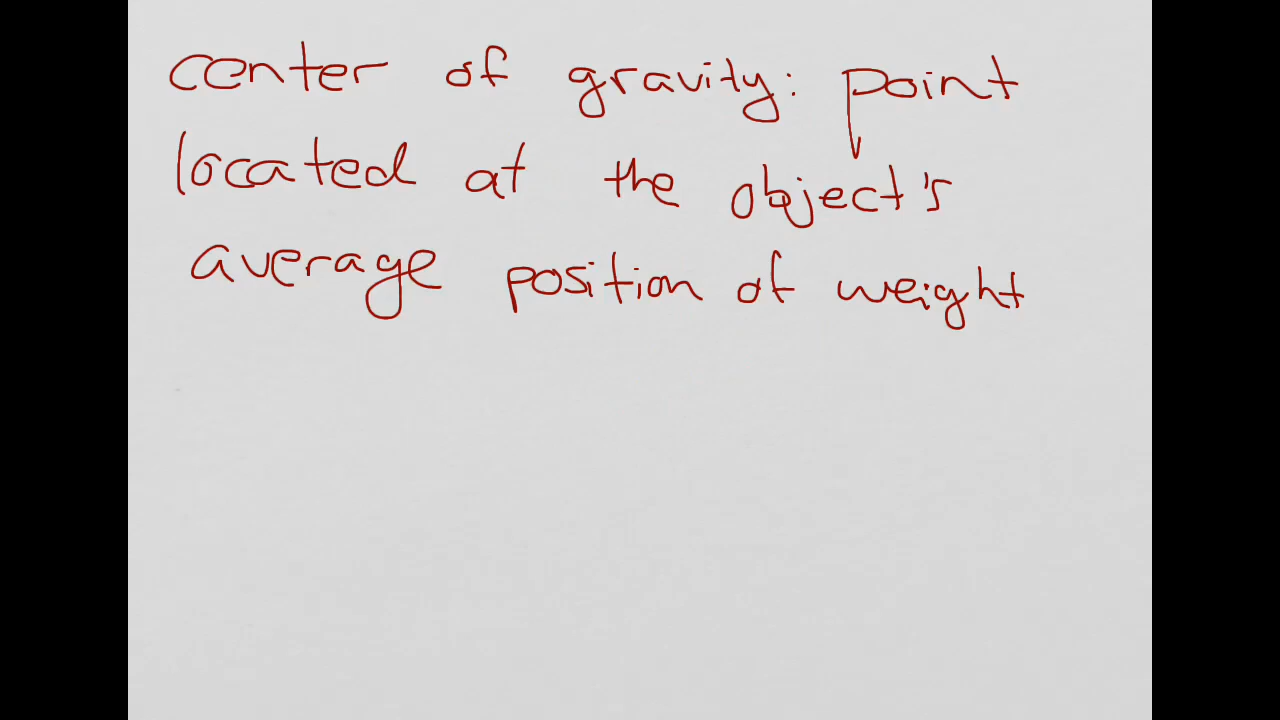 center of gravity: point
located at the object's
average position of weight